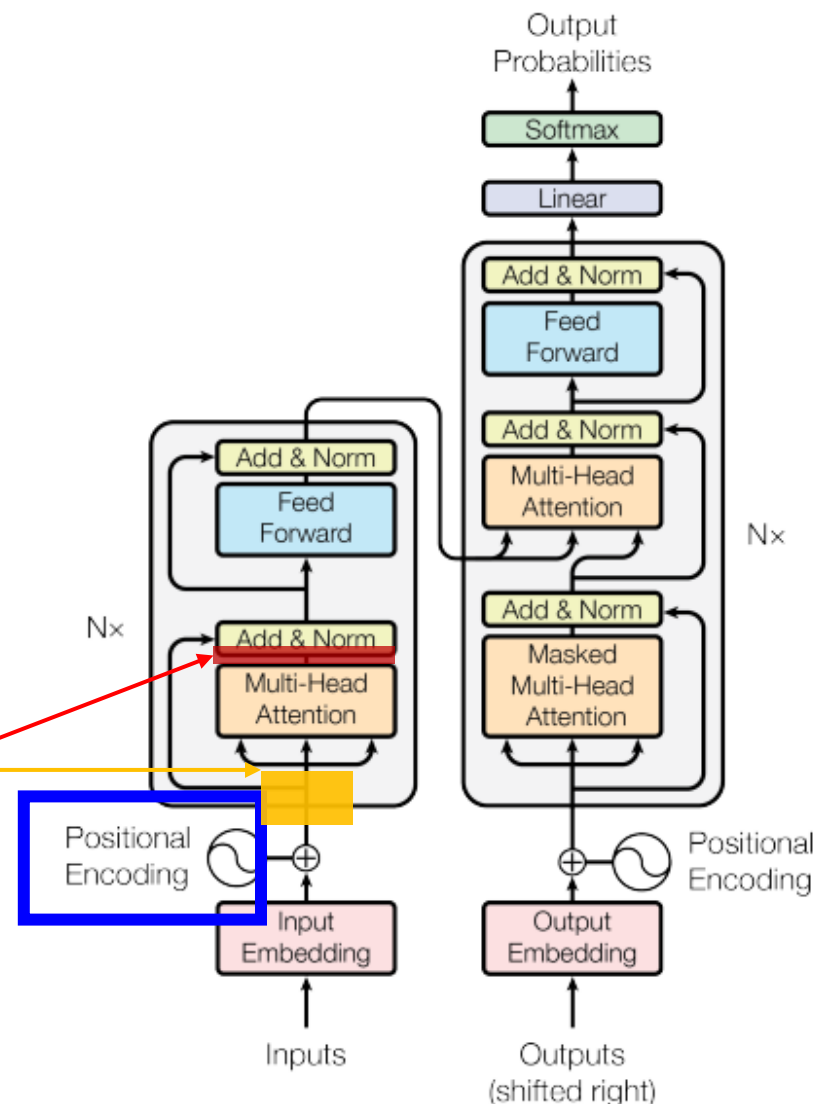 Output
Probabilities
Softmax
Linear
Add & Norm
Feed
Forward
Add & Norm
Multi-Head
Attention
Nx
Add & Norm
Masked
Multi-Head
Attention
Positional
Encoding
Output
Embedding
Outputs
(shifted right)
Add & Norm
Feed
Forward
Nx
Add & Norm
Multi-Head
Attention
Positional
Encoding
Input
Embedding
Inputs